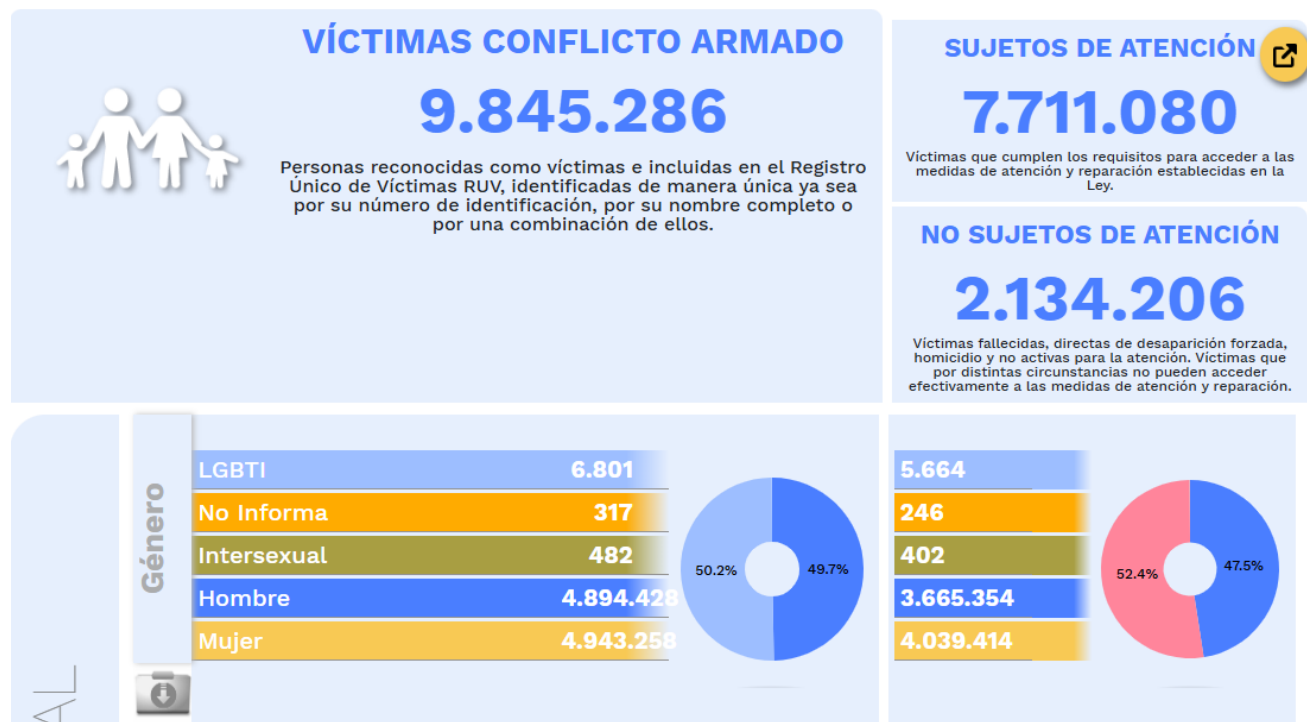 VÍCTIMAS CONFLICTO ARMADO
9.845.286
Personas reconocidas como víctimas e incluidas en el Registro
Único de Víctimas RUV, identificadas de manera única ya sea
por su número de identificación, por su nombre completo o
por una combinación de ellos.
SUJETOS DE ATENCIÓN
7.711.080
Víctimas que cumplen los requisitos para acceder a las
medidas de atención y reparación establecidas en la
Ley.
NO SUJETOS DE ATENCIÓN
2.134.206
Víctimas fallecidas, directas de desaparición forzada,
homicidio y no activas para la atención. Víctimas que
por distintas circunstancias no pueden acceder
efectivamente a las medidas de atención y reparación.
Género
LGBTI 6.801
No Informa 317
Intersexual 482
Hombre 4.894.428
Mujer 4.943.258
50.2% 49.7%
5.664
246
402
3.665.354
4.039.414
52.4% 47.5%
AL